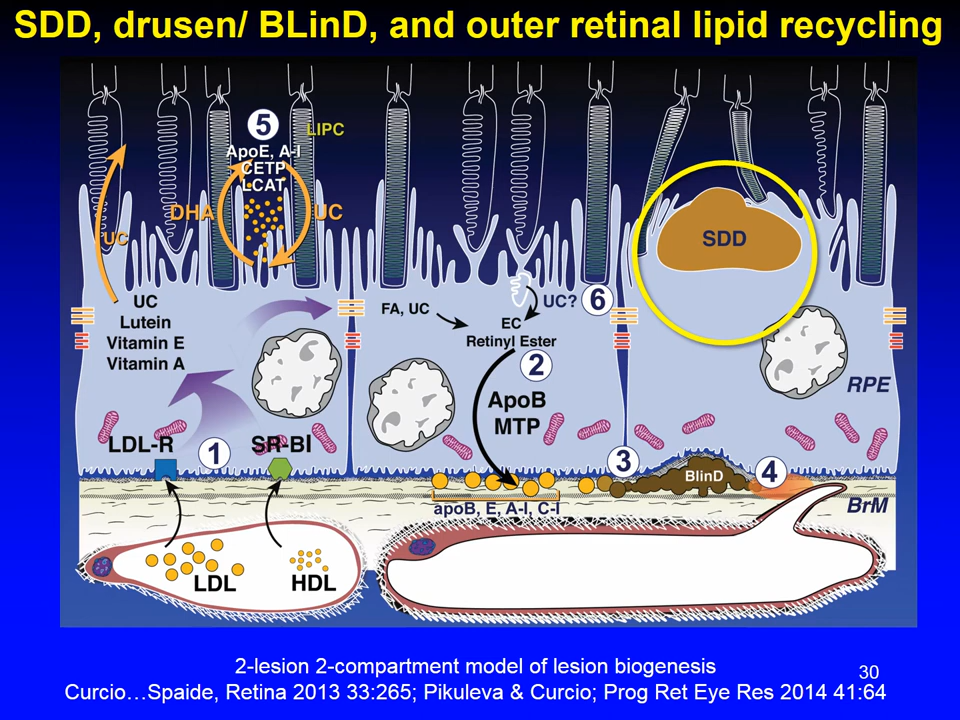 SDD, drusen/ BLinD, and outer retinal lipid recycling
5
LIPC
ApoE, A-I
CETP
LCAT
DHA
UC
UC
SDD
UC
Lutein
Vitamin E
Vitamin A
FA, UC
UC?
6
EC
Retinyl Ester
2
ApoB
MTP
RPE
LDL-R
1
SR-BI
3
BlinD
4
BrM
apoB, E, A-I, C-I
LDL
HDL
2-lesion 2-compartment model of lesion biogenesis
30
Curcio…Spaide, Retina 2013 33:265; Pikuleva & Curcio; Prog Ret Eye Res 2014 41:64